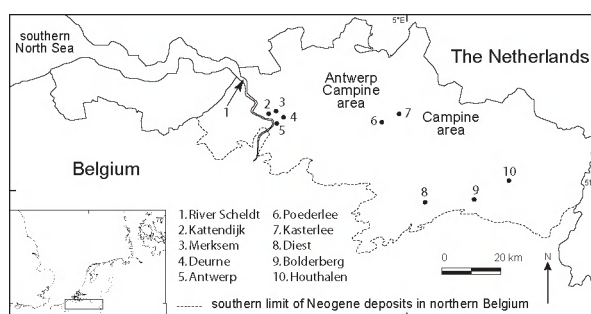 southern
North Sea
5°E
The Netherlands
Antwerp
Campine
area
Campine
area
1
2
3
4
5
6
7
8
9
10
Belgium
1. River Scheldt
2. Kattendijk
3. Merksem
4. Deurne
5. Antwerp
6. Poederlee
7. Kasterlee
8. Diest
9. Bolderberg
10. Houthalen
southern limit of Neogene deposits in northern Belgium
0 20 km
N